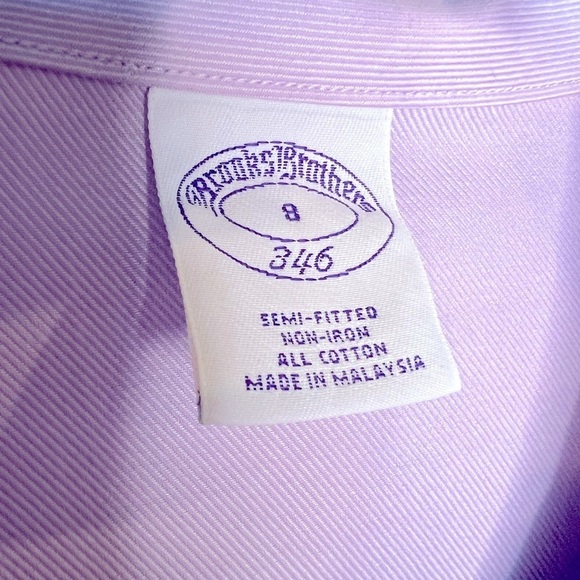 Brooks Brothers
8
346
SEMI-FITTED
NON-IRON
ALL COTTON
MADE IN MALAYSIA